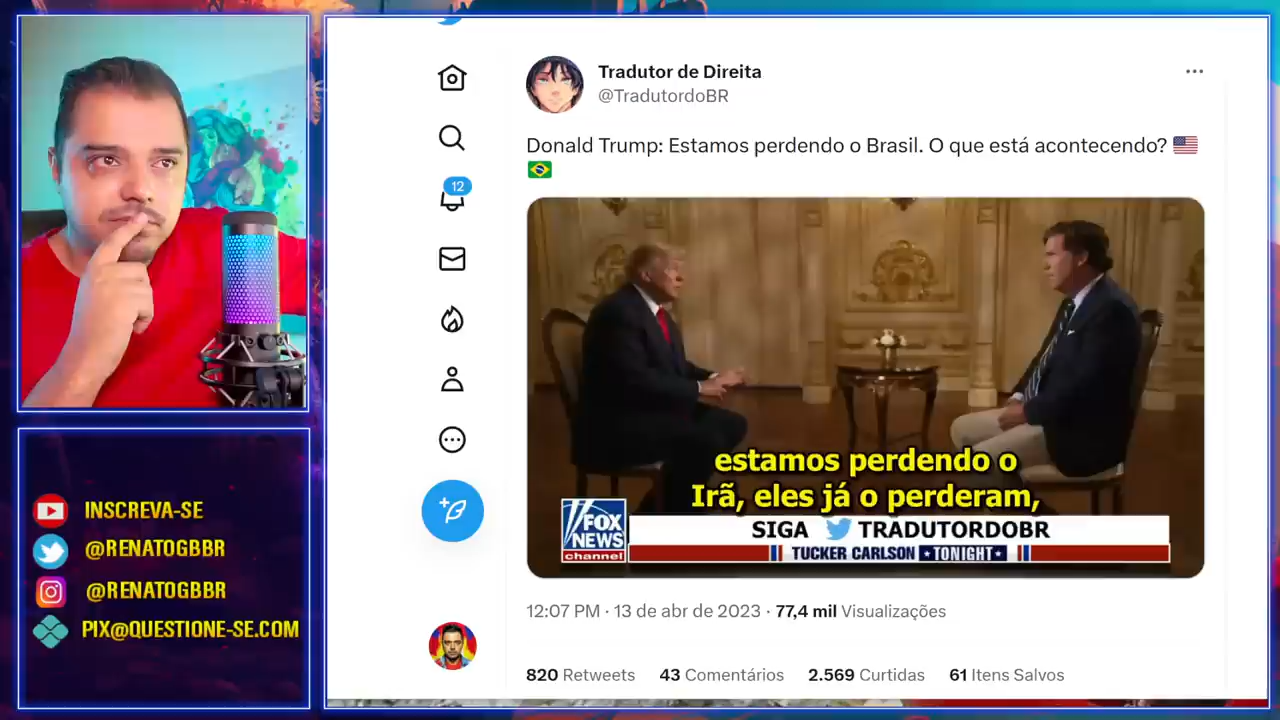 Tradutor de Direita
@TradutordoBR
Donald Trump: Estamos perdendo o Brasil. O que está acontecendo?
12
estamos perdendo o
Irã, eles já o perderam,
FOX
NEWS
channel
SIGA TRADUTORDOBR
TUCKER CARLSON TONIGHT
12:07 PM · 13 de abr de 2023 · 77,4 mil Visualizações
820 Retweets 43 Comentários 2.569 Curtidas 61 Itens Salvos
INSCREVA-SE
@RENATOGBBR
@RENATOGBBR
PIX@QUESTIONE-SE.COM